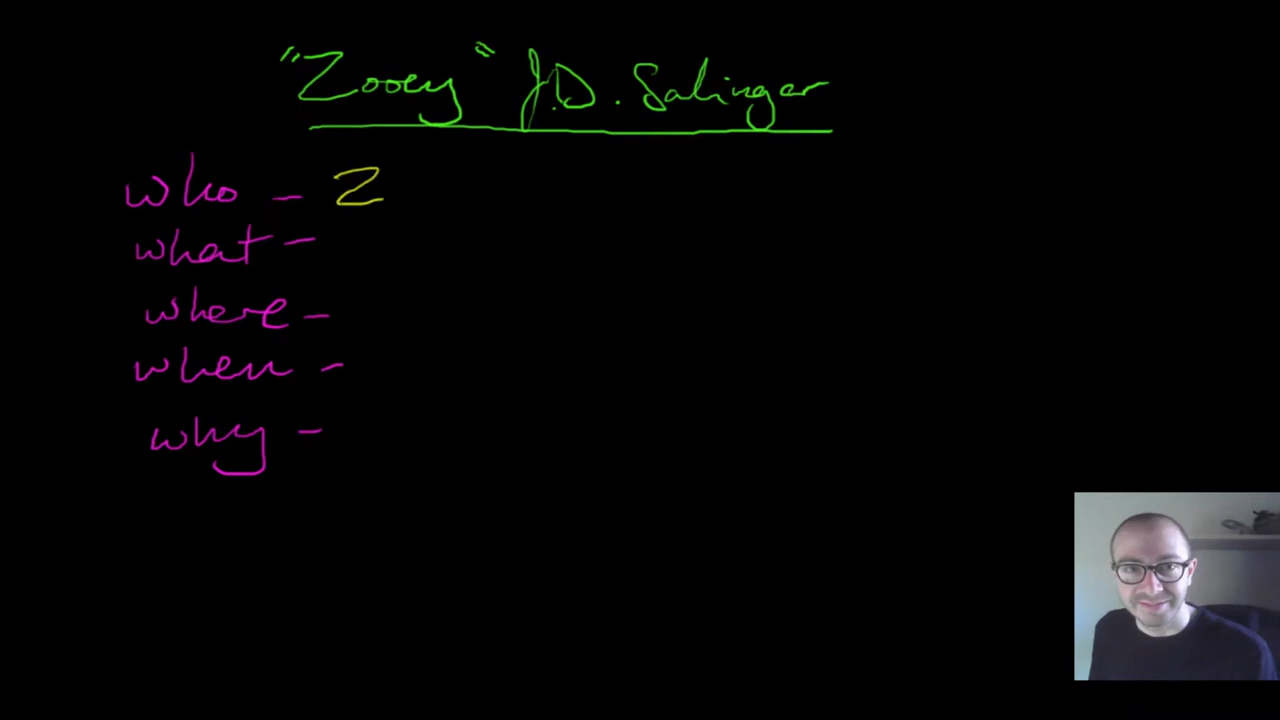 "Zooey" J.D. Salinger
who - Z
what -
where -
when -
why -